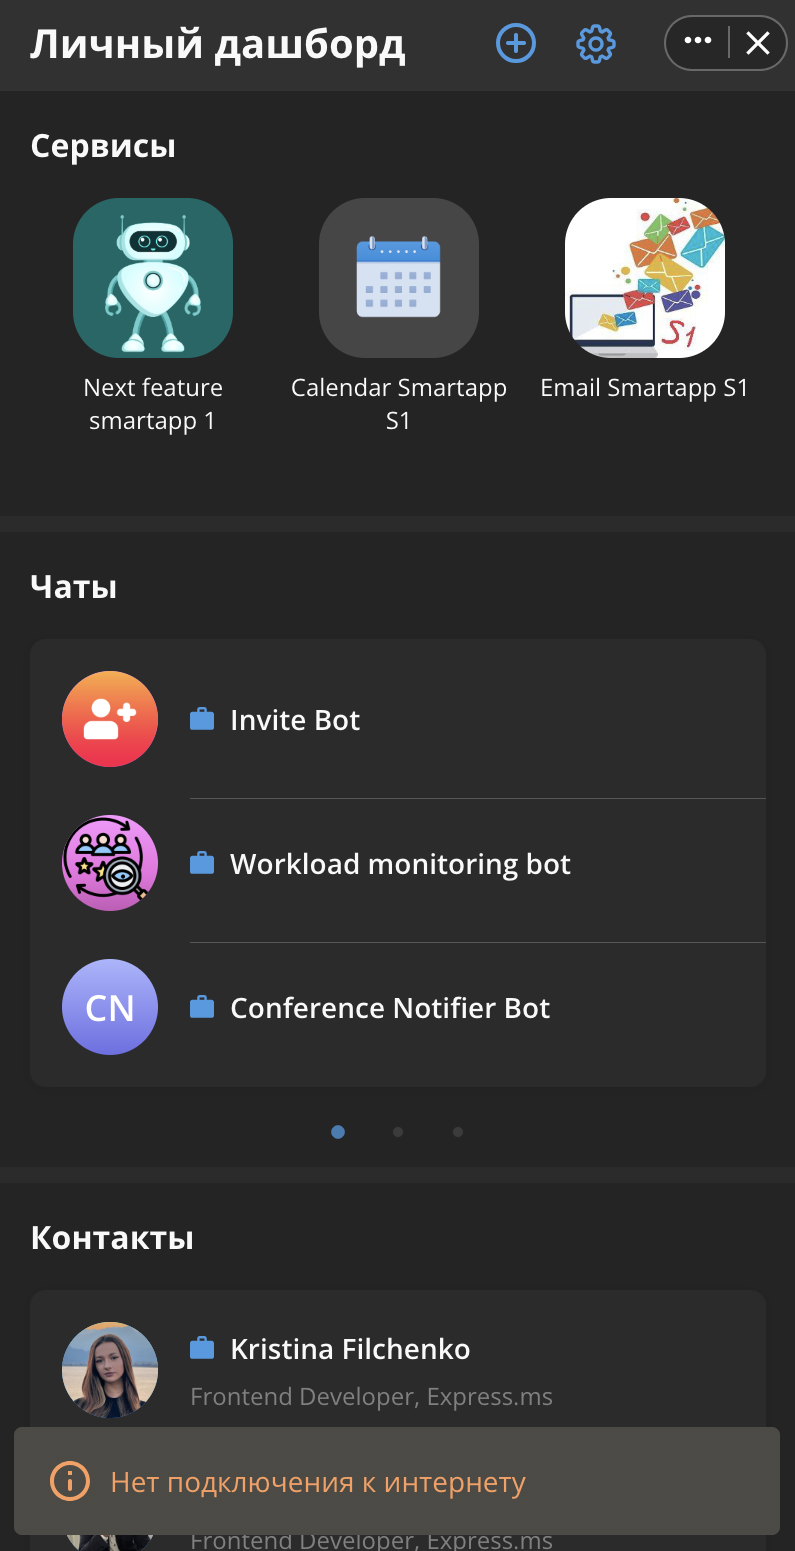 Личный дашборд
Сервисы
S1
Next feature
smartapp 1
Calendar Smartapp
S1
Email Smartapp S1
Чаты
Invite Bot
Workload monitoring bot
CN
Conference Notifier Bot
Контакты
Kristina Filchenko
Frontend Developer, Express.ms
Нет подключения к интернету
Frontend Developer, Express.ms